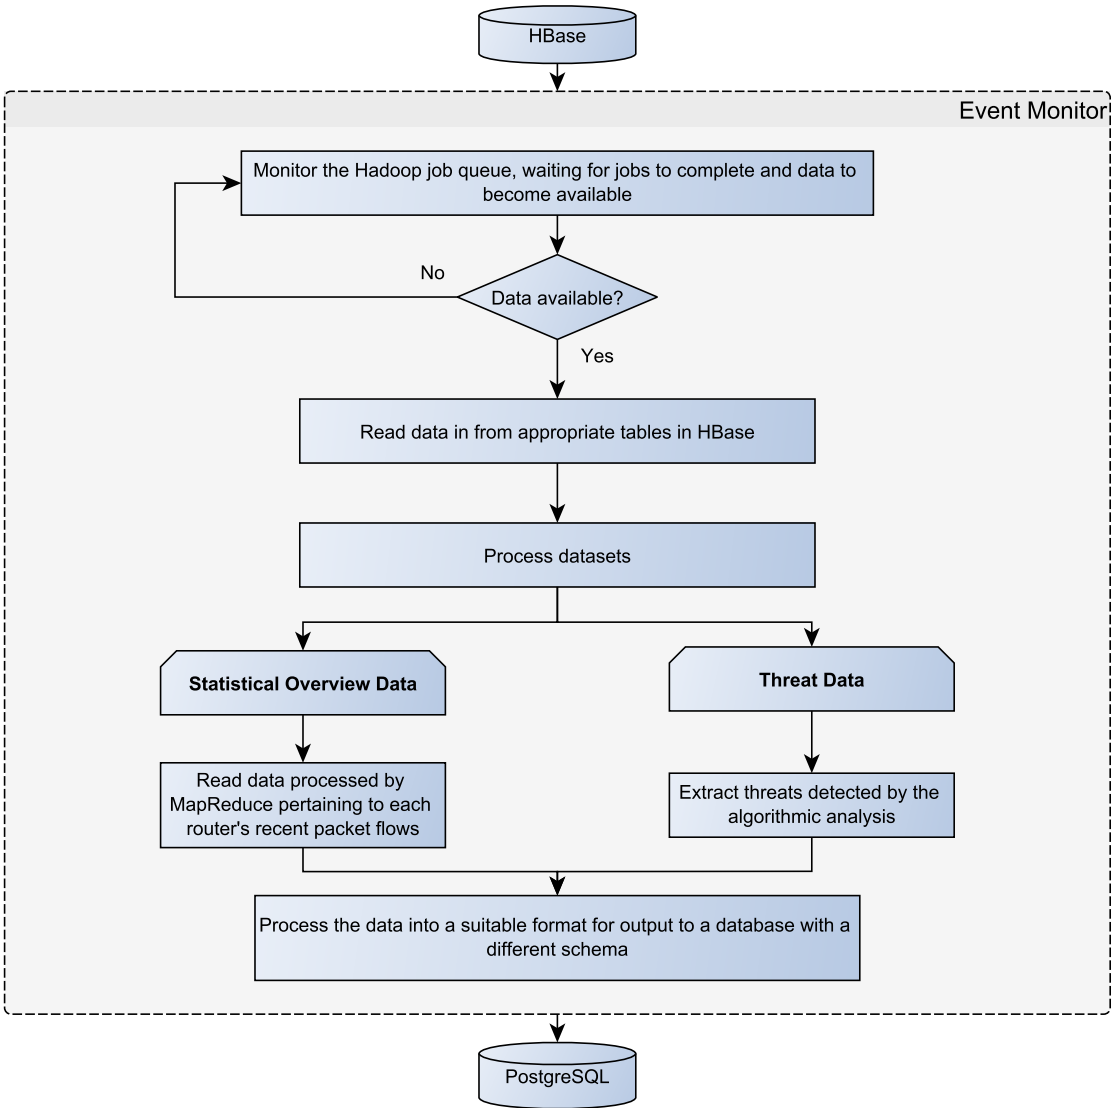 HBase
Event Monitor
Monitor the Hadoop job queue, waiting for jobs to complete and data to
become available
No
Data available?
Yes
Read data in from appropriate tables in HBase
Process datasets
Statistical Overview Data
Threat Data
Read data processed by
MapReduce pertaining to each
router's recent packet flows
Extract threats detected by the
algorithmic analysis
Process the data into a suitable format for output to a database with a
different schema
PostgreSQL